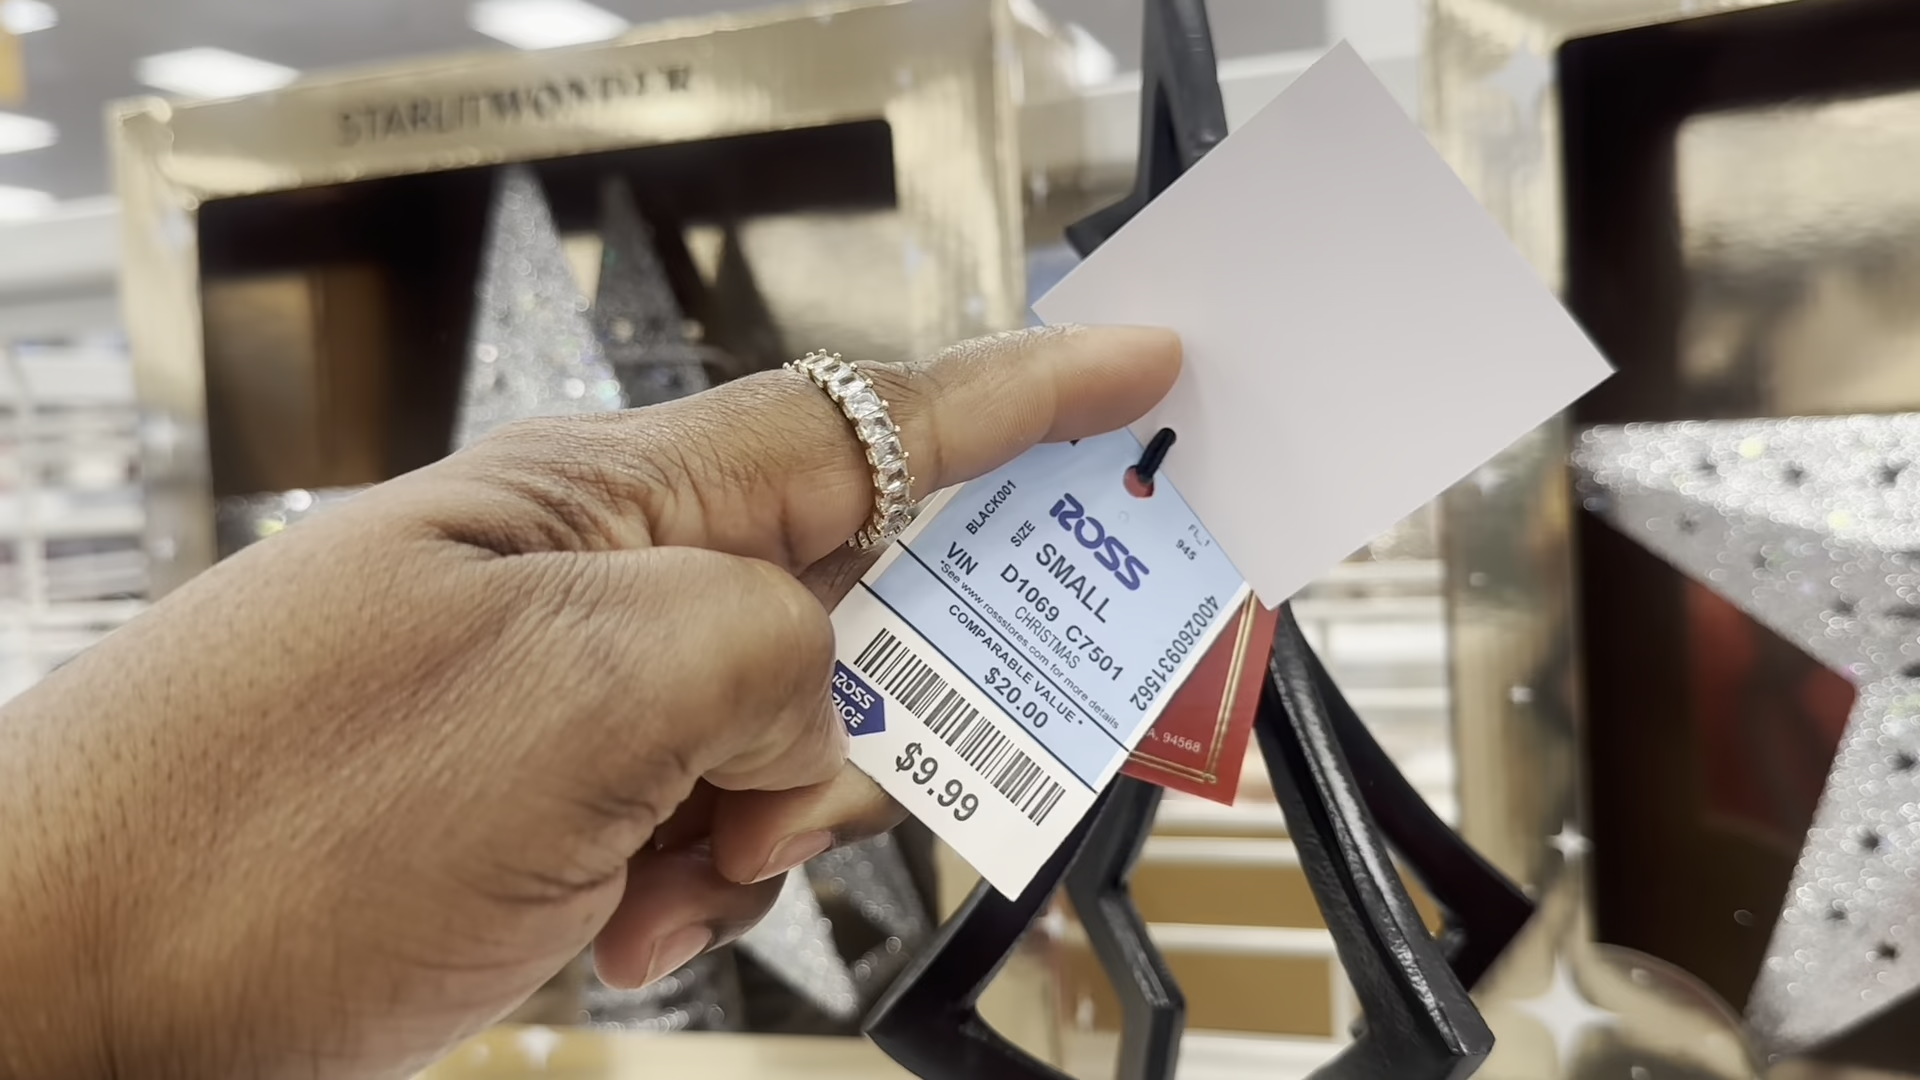 STARLITWONDER
ROSS
BLACK001
SIZE SMALL
VIN D1069 C7501
CHRISTMAS
*See www.rossstores.com for more details
COMPARABLE VALUE *
$20.00
400260931562
945
ROSS
$9.99
A, 94568